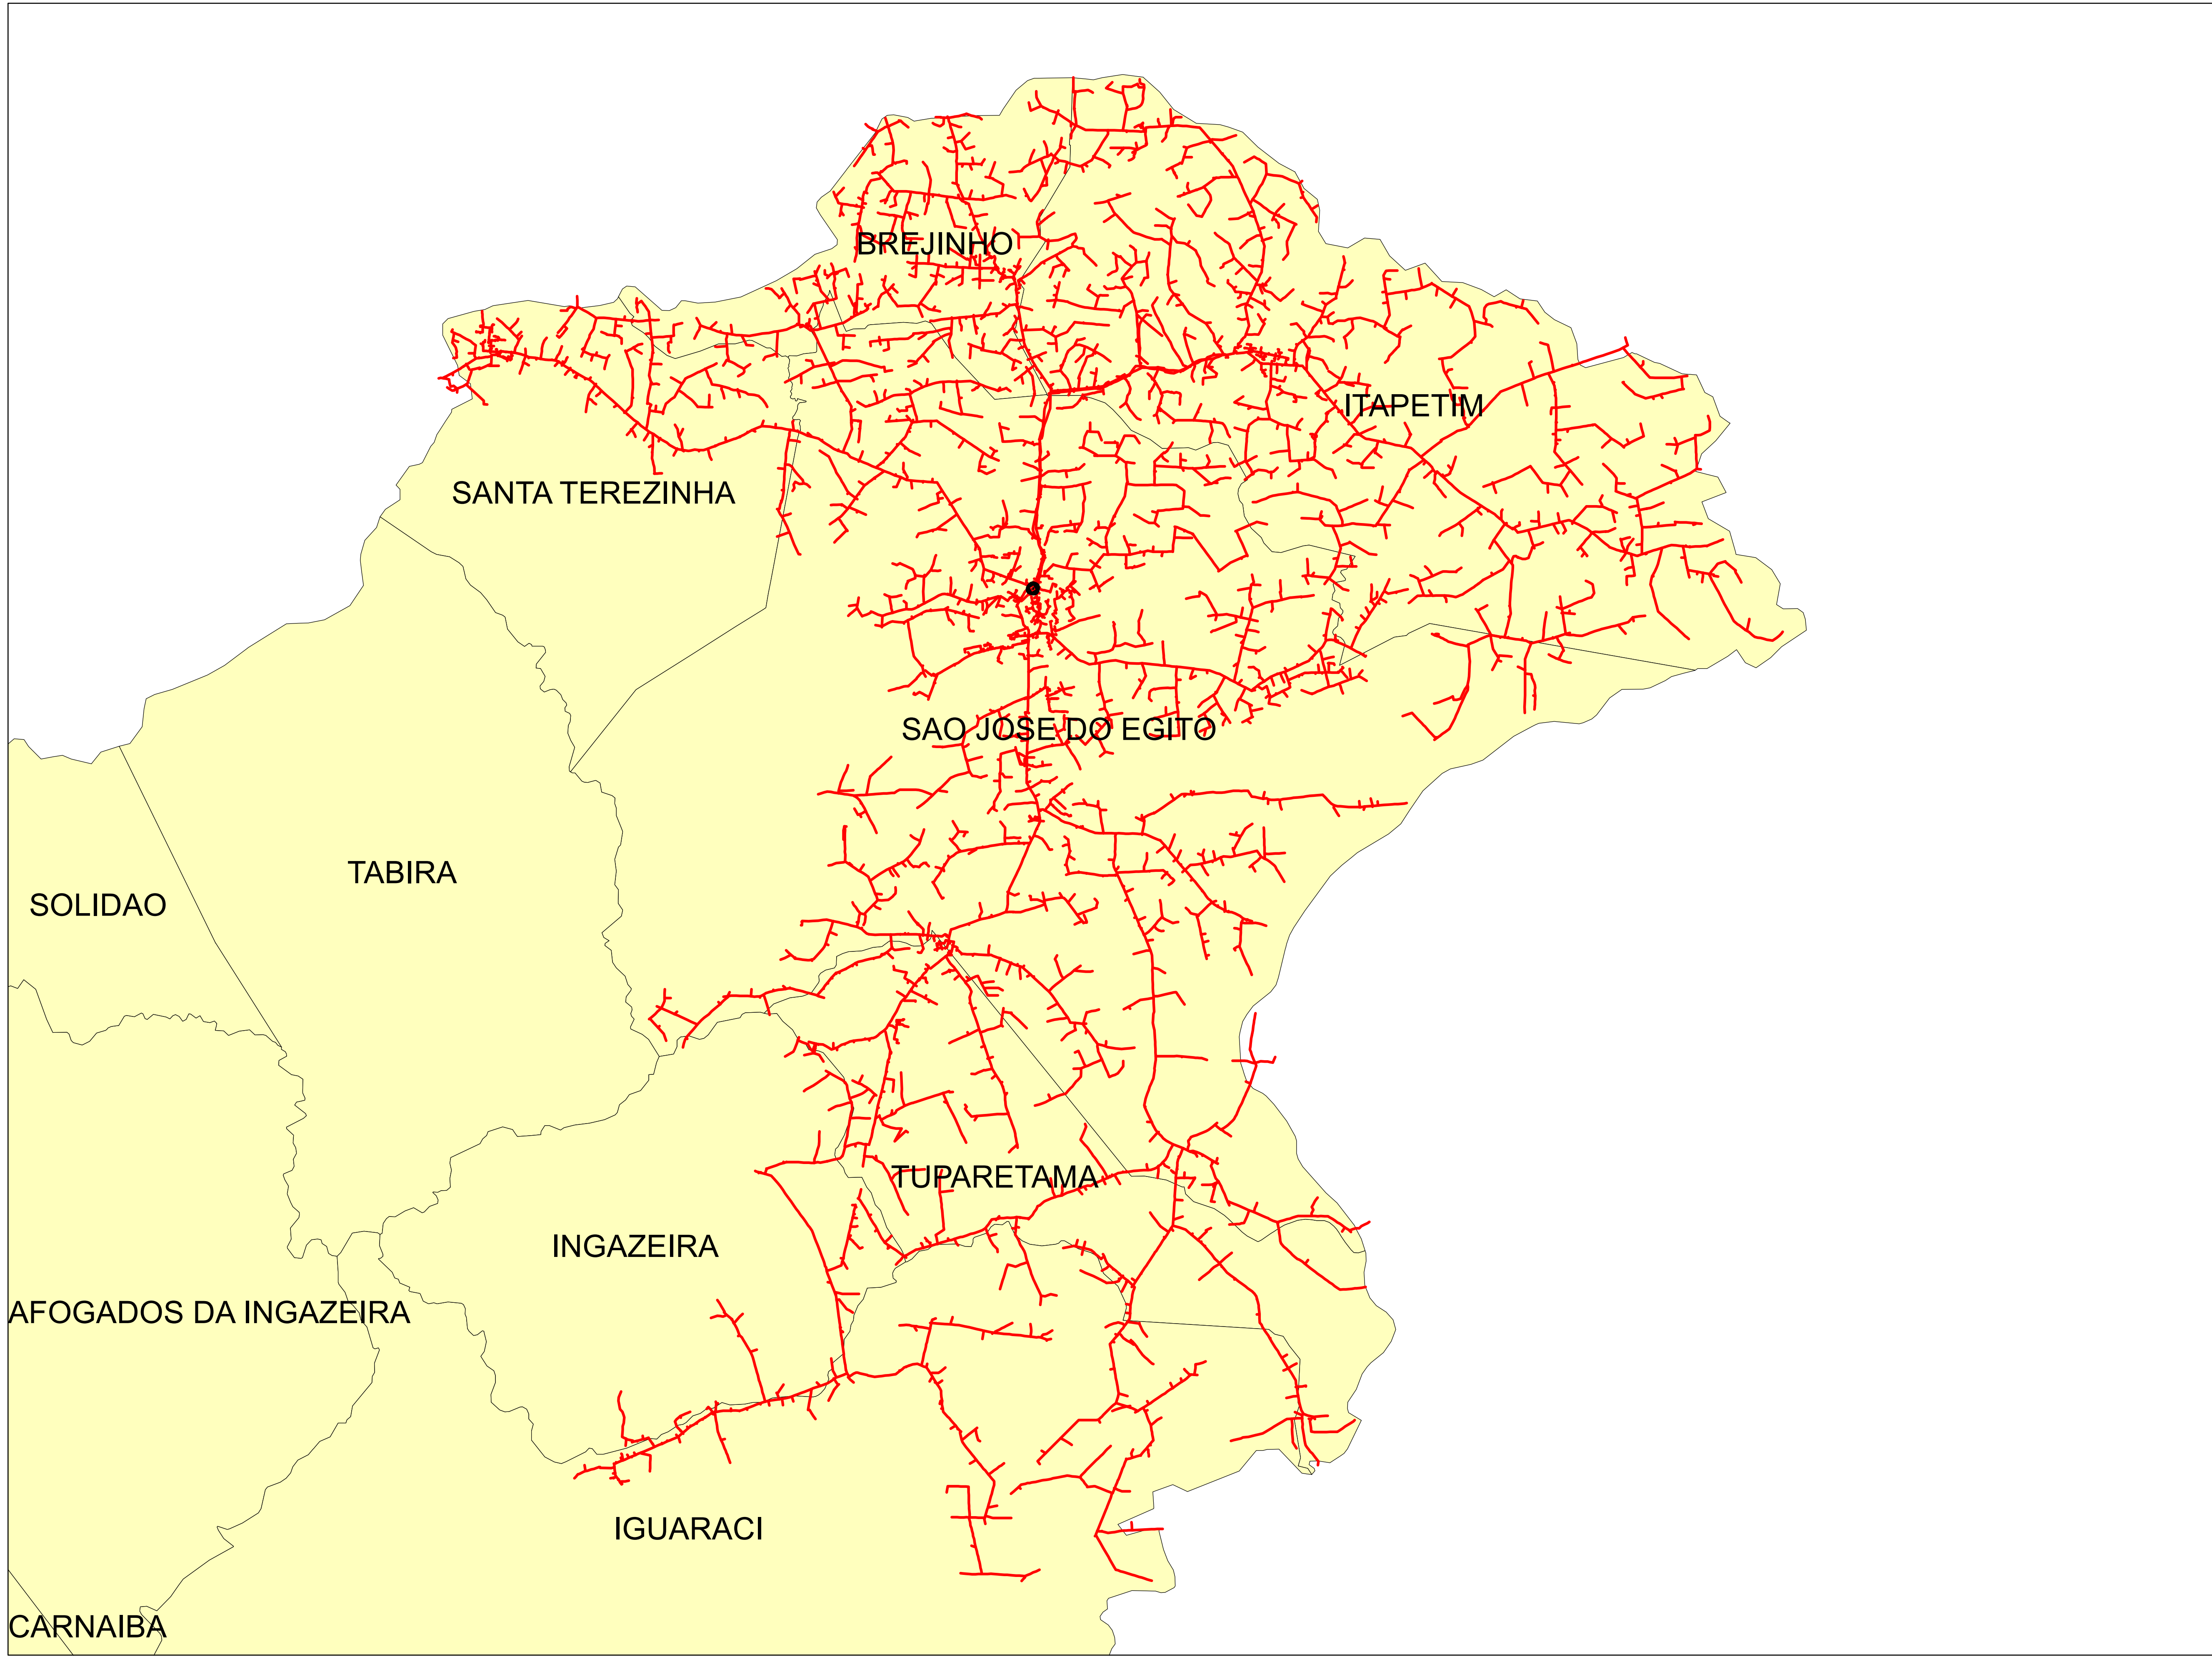 BREJINHO
ITAPETIM
SANTA TEREZINHA
SAO JOSE DO EGITO
TABIRA
SOLIDAO
TUPARETAMA
INGAZEIRA
AFOGADOS DA INGAZEIRA
IGUARACI
CARNAIBA